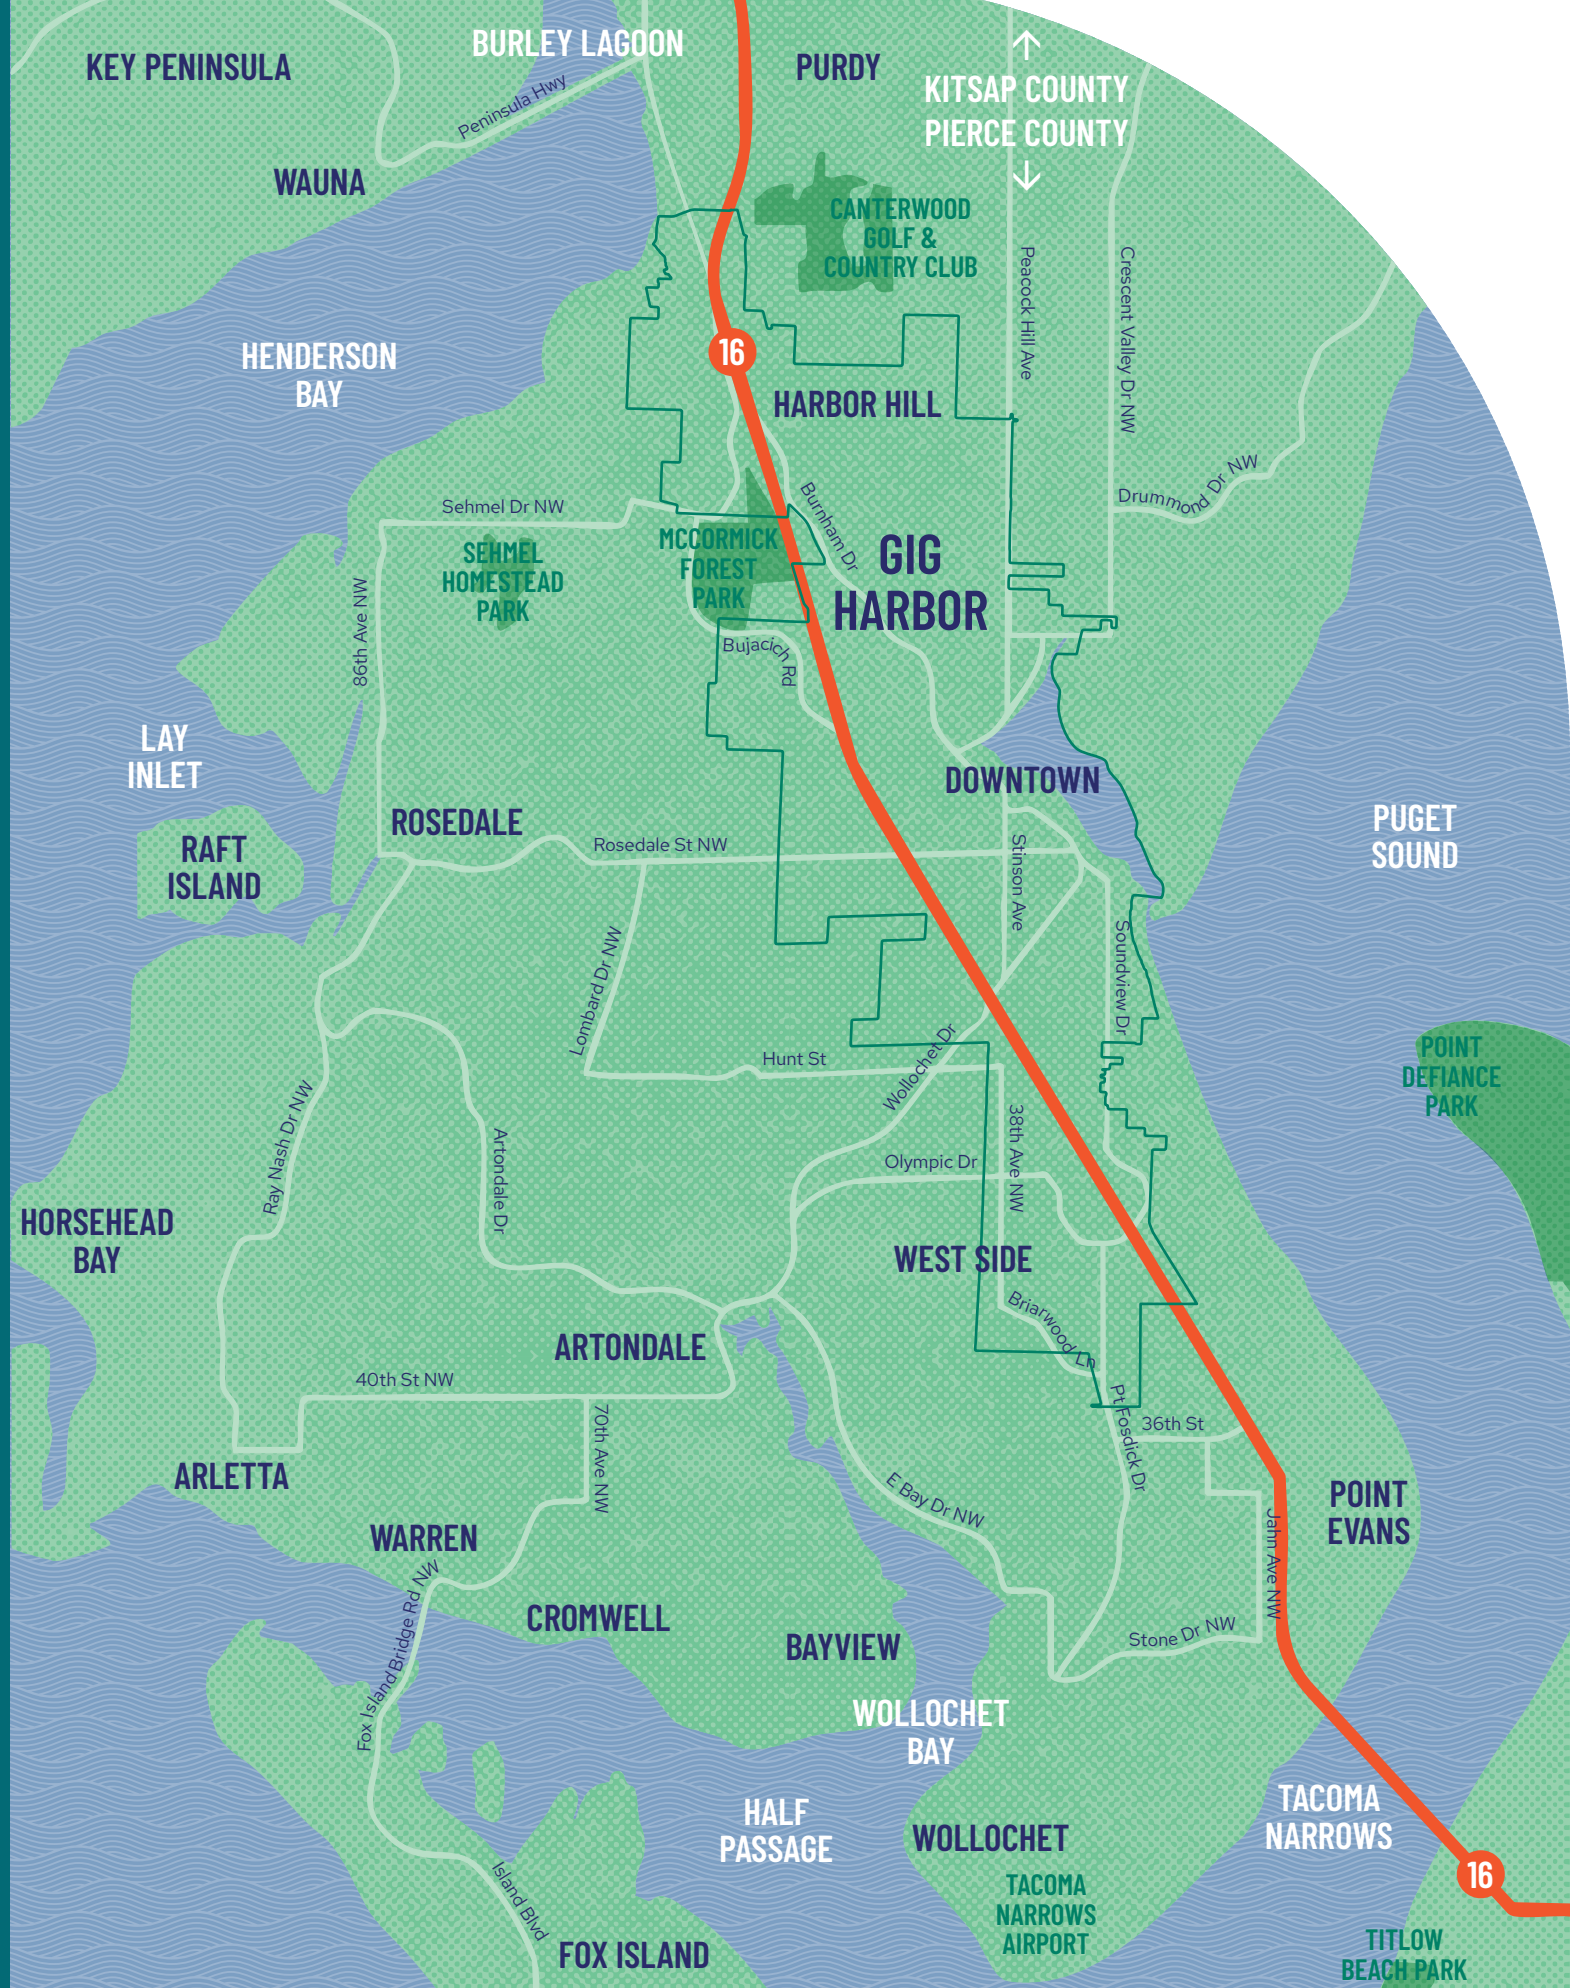 BURLEY LAGOON
KEY PENINSULA
PURDY
KITSAP COUNTY
PIERCE COUNTY
Peninsula Hwy
WAUNA
CANTERWOOD
GOLF &
COUNTRY CLUB
Peacock Hill Ave
Crescent Valley Dr NW
HENDERSON
BAY
16
HARBOR HILL
Drummond Dr NW
Sehmel Dr NW
Burnham Dr
SEHMEL
HOMESTEAD
PARK
MCCORMICK
FOREST
PARK
GIG
HARBOR
86th Ave NW
Bujacich Rd
LAY
INLET
DOWNTOWN
ROSEDALE
Rosedale St NW
PUGET
SOUND
RAFT
ISLAND
Stinson Ave
Lombard Dr NW
Soundview Dr
Hunt St
Wollochet Dr
POINT
DEFIANCE
PARK
Ray Nash Dr NW
Artondale Dr
38th Ave NW
Olympic Dr
HORSEHEAD
BAY
WEST SIDE
Briarwood Ln
ARTONDALE
40th St NW
70th Ave NW
Pt Fosdick Dr
36th St
ARLETTA
E Bay Dr NW
POINT
EVANS
Jahn Ave NW
WARREN
Fox Island Bridge Rd NW
CROMWELL
BAYVIEW
Stone Dr NW
WOLLOCHET
BAY
HALF
PASSAGE
TACOMA
NARROWS
WOLLOCHET
16
TACOMA
NARROWS
AIRPORT
Island Blvd
FOX ISLAND
TITLOW
BEACH PARK